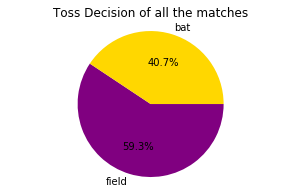 Toss Decision of all the matches
bat
40.7%
59.3%
field